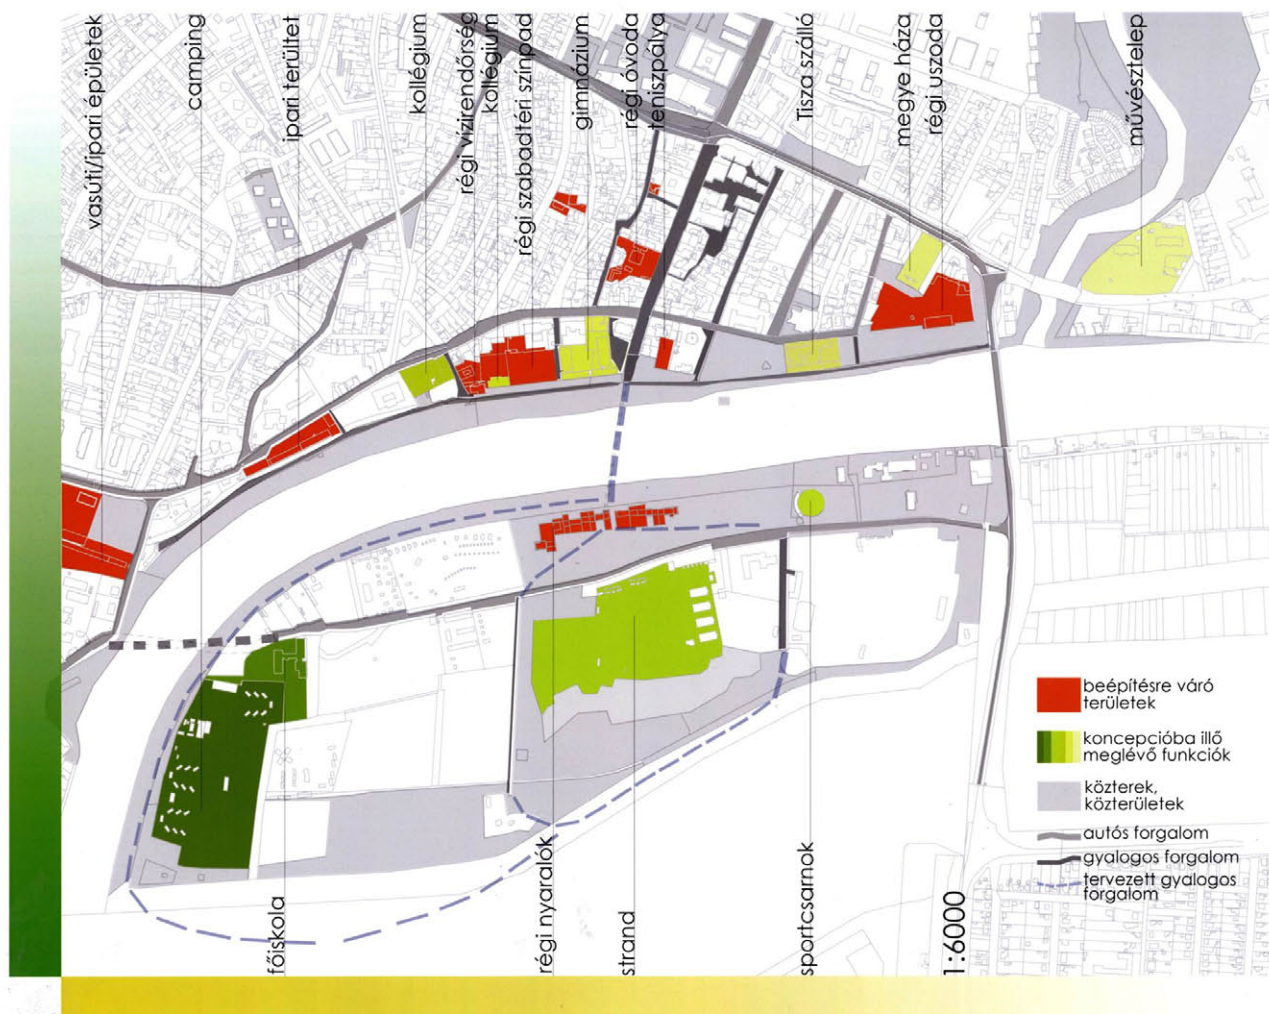 vasúti/ipari épületek
camping
ipari terültet
kollégium
régi vízirendőrség
kollégium
régi szabadtéri színpad
gimnázium
régi óvoda
teniszpálya
Tisza szálló
megye háza
régi uszoda
művésztelep
beépítésre váró
területek
koncepcióba illő
meglévő funkciók
közterek,
közterületek
autós forgalom
gyalogos forgalom
tervezett gyalogos
forgalom
főiskola
régi nyaralók
strand
sportcsarnok
1:6000